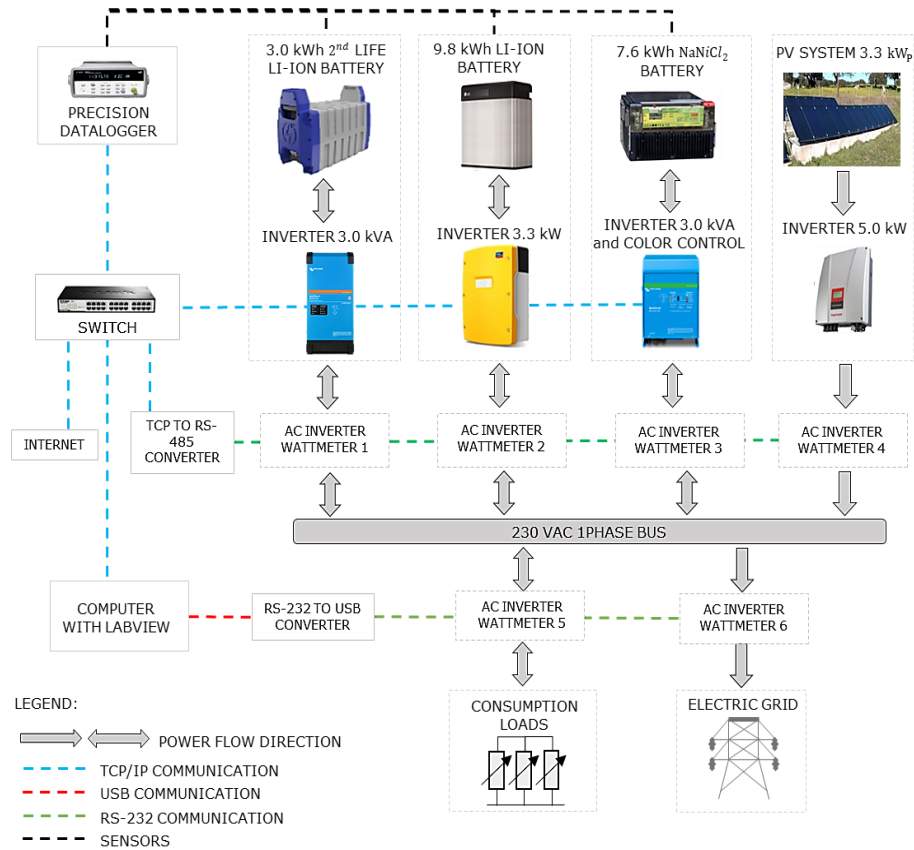 3.0 kWh 2nd LIFE
LI-ION BATTERY
9.8 kWh LI-ION
BATTERY
7.6 kWh NaNiCl2
BATTERY
PV SYSTEM 3.3 kWp
PRECISION
DATALOGGER
INVERTER 3.0 kVA
INVERTER 3.3 kW
INVERTER 3.0 kVA
and COLOR CONTROL
INVERTER 5.0 kW
SWITCH
INTERNET
TCP TO RS-
485
CONVERTER
AC INVERTER
WATTMETER 1
AC INVERTER
WATTMETER 2
AC INVERTER
WATTMETER 3
AC INVERTER
WATTMETER 4
230 VAC 1PHASE BUS
COMPUTER
WITH LABVIEW
RS-232 TO USB
CONVERTER
AC INVERTER
WATTMETER 5
AC INVERTER
WATTMETER 6
CONSUMPTION
LOADS
ELECTRIC GRID
LEGEND:
POWER FLOW DIRECTION
TCP/IP COMMUNICATION
USB COMMUNICATION
RS-232 COMMUNICATION
SENSORS